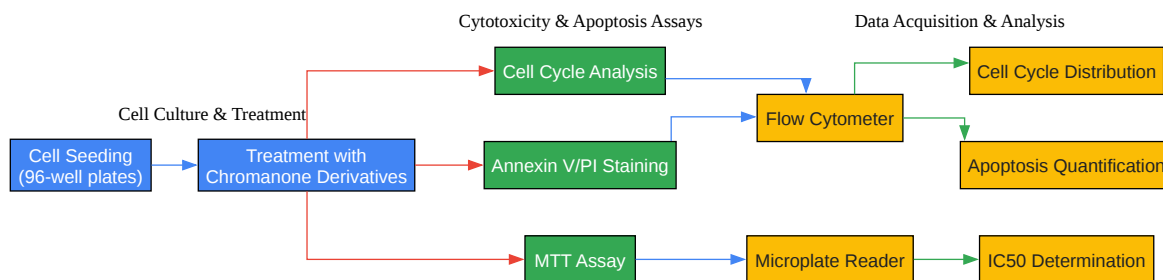 Cytotoxicity & Apoptosis Assays
Data Acquisition & Analysis
Cell Cycle Analysis
Cell Cycle Distribution
Cell Culture & Treatment
Flow Cytometer
Cell Seeding
(96-well plates)
Treatment with
Chromanone Derivatives
Annexin V/PI Staining
Apoptosis Quantification
MTT Assay
Microplate Reader
IC50 Determination